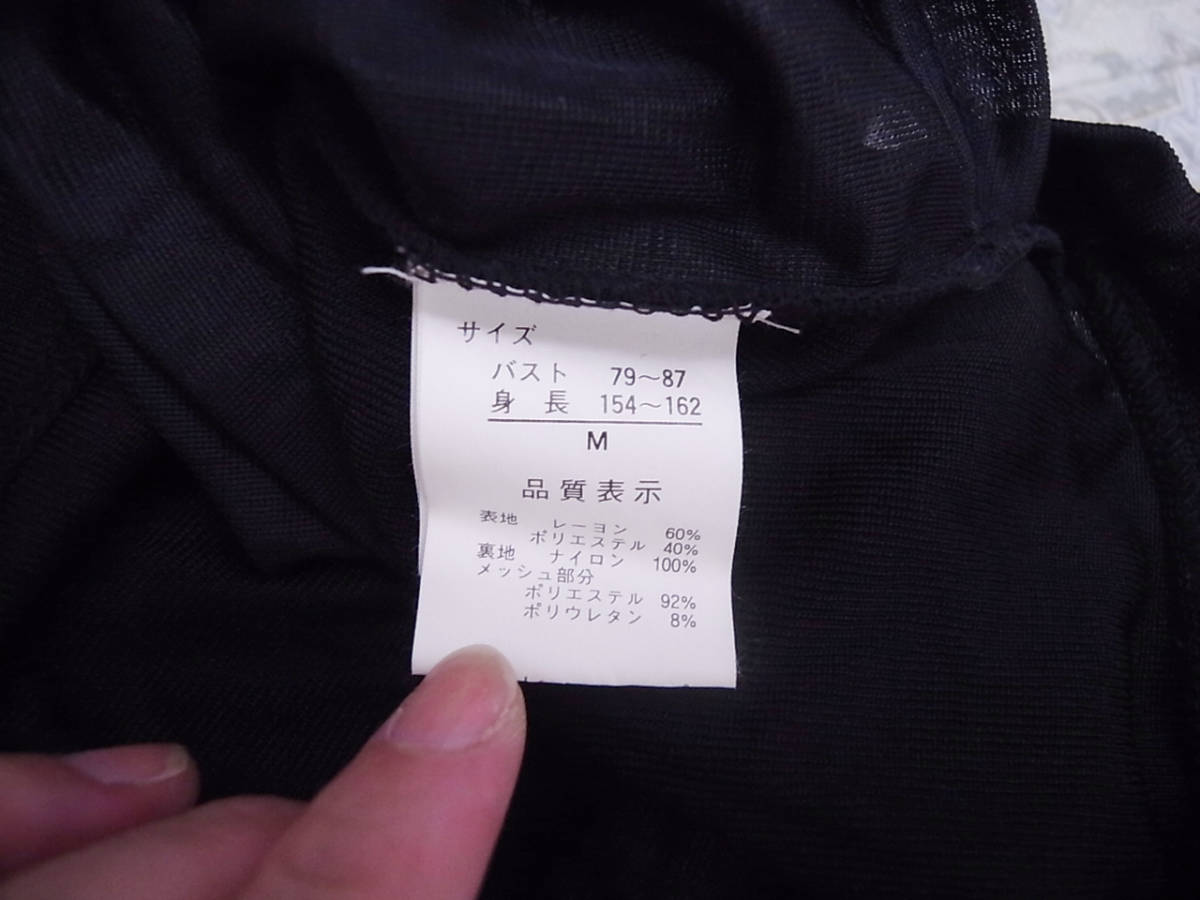 サイズ
バスト 79〜87
身 長 154〜162
M
品質表示
表地 レーヨン 60%
ポリエステル 40%
裏地 ナイロン 100%
メッシュ部分
ポリエステル 92%
ポリウレタン 8%